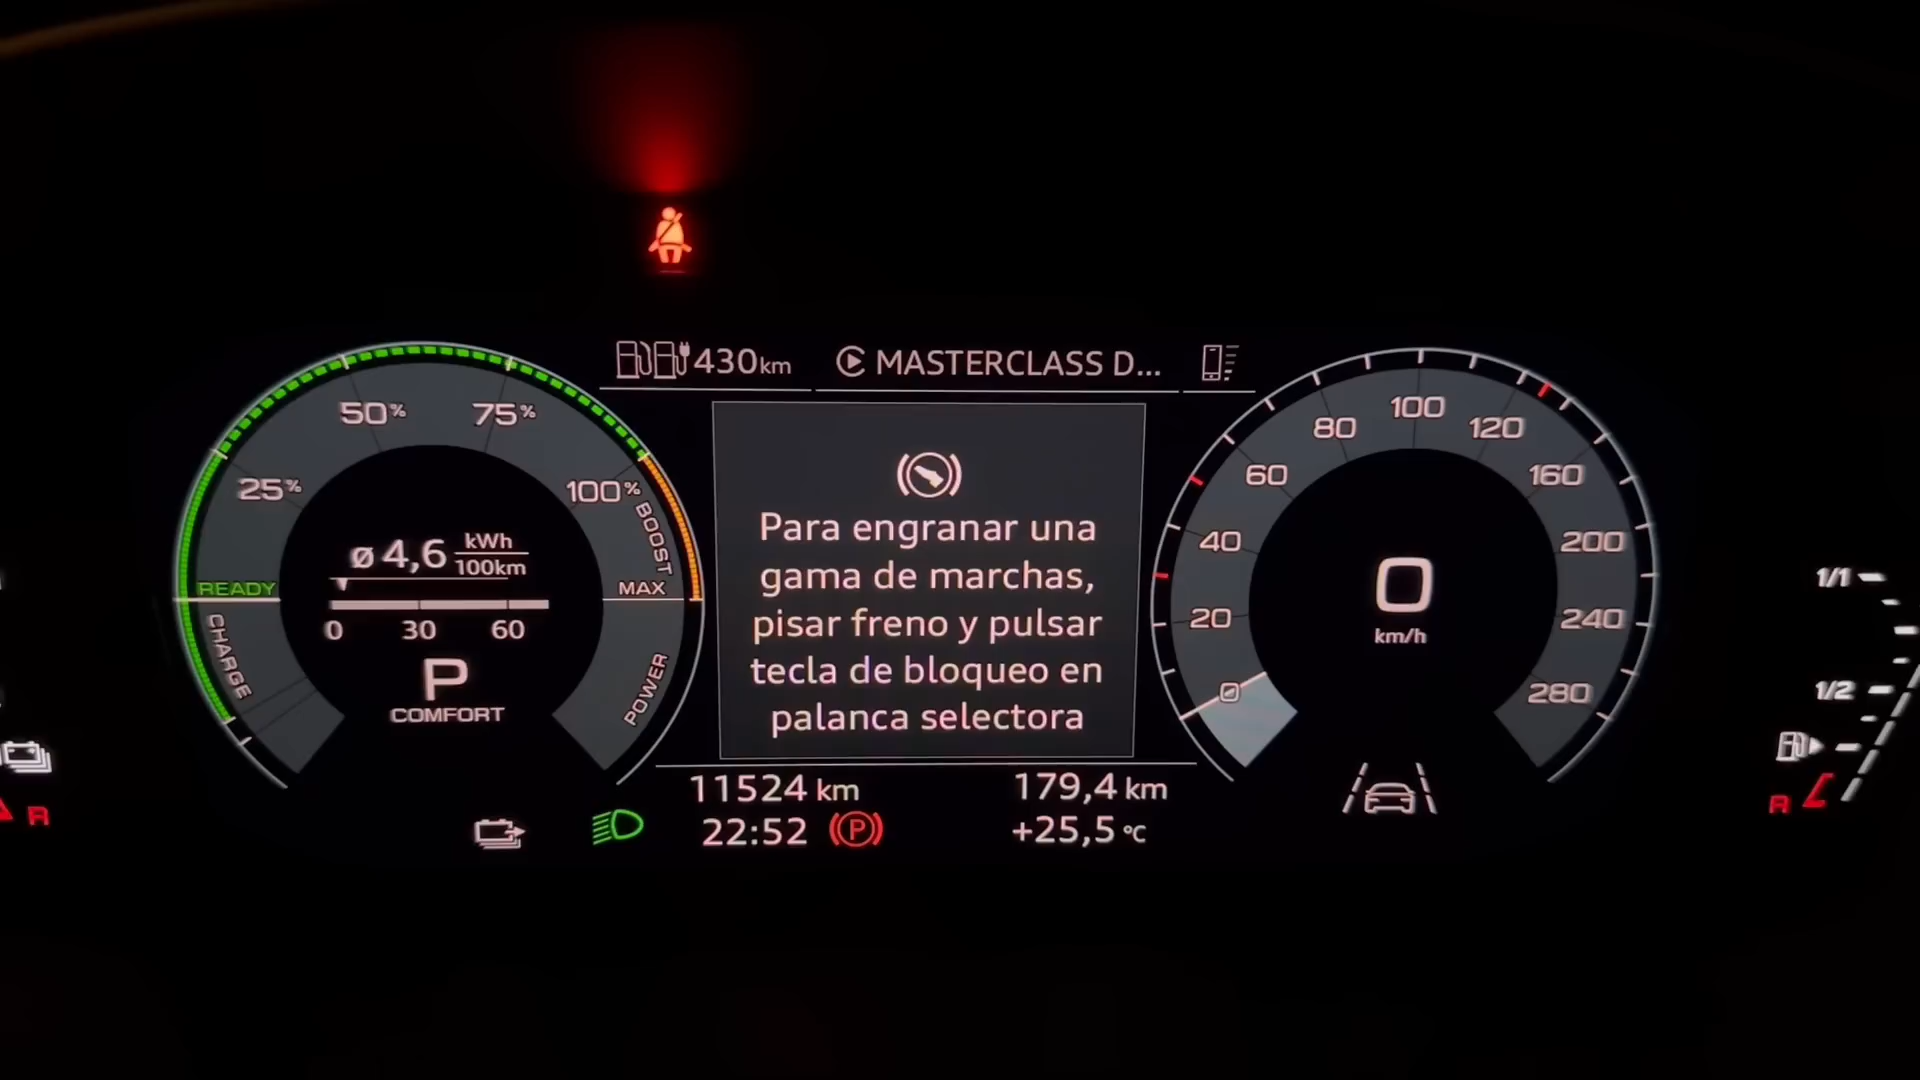 430 km
MASTERCLASS D...
25%
50%
75%
100%
BOOST
MAX
POWER
READY
CHARGE
ø 4,6 kWh
100km
0 30 60
P
COMFORT
Para engranar una
gama de marchas,
pisar freno y pulsar
tecla de bloqueo en
palanca selectora
0
20
40
60
80
100
120
160
200
240
280
0
km/h
11524 km
179,4 km
22:52
P
+25,5 °C
R
1/1
1/2
R